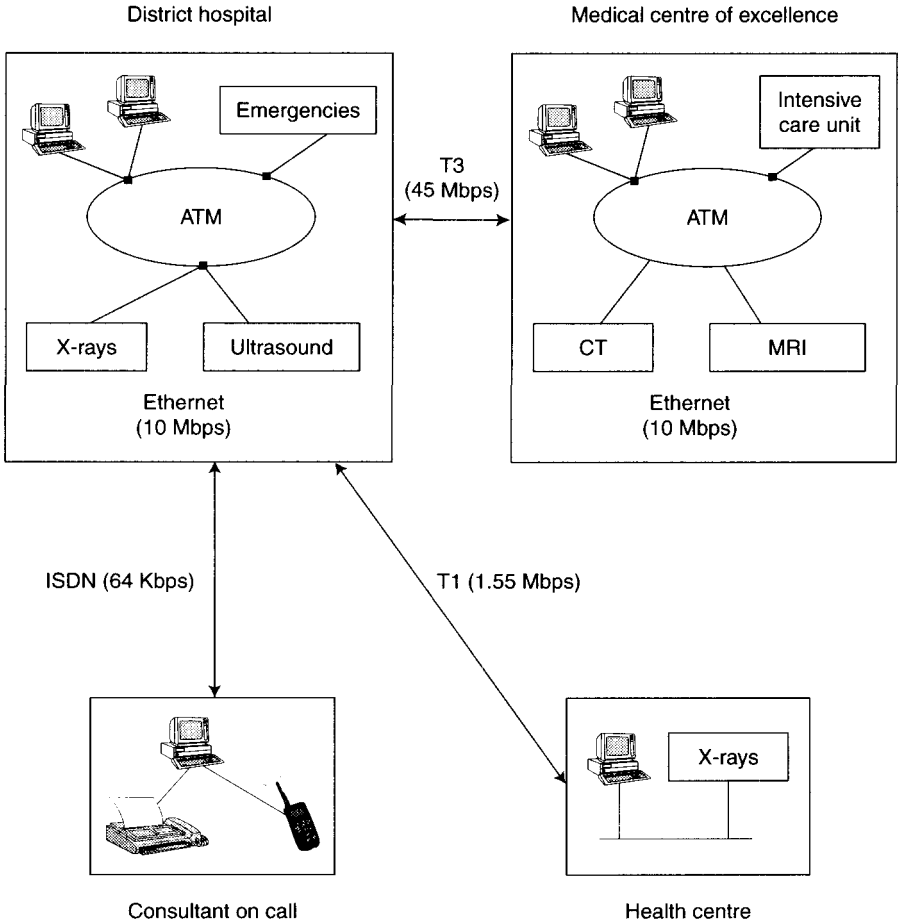 District hospital
Medical centre of excellence
Emergencies
ATM
X-rays
Ultrasound
Ethernet
(10 Mbps)
T3
(45 Mbps)
Intensive
care unit
ATM
CT
MRI
Ethernet
(10 Mbps)
ISDN (64 Kbps)
T1 (1.55 Mbps)
X-rays
Consultant on call
Health centre